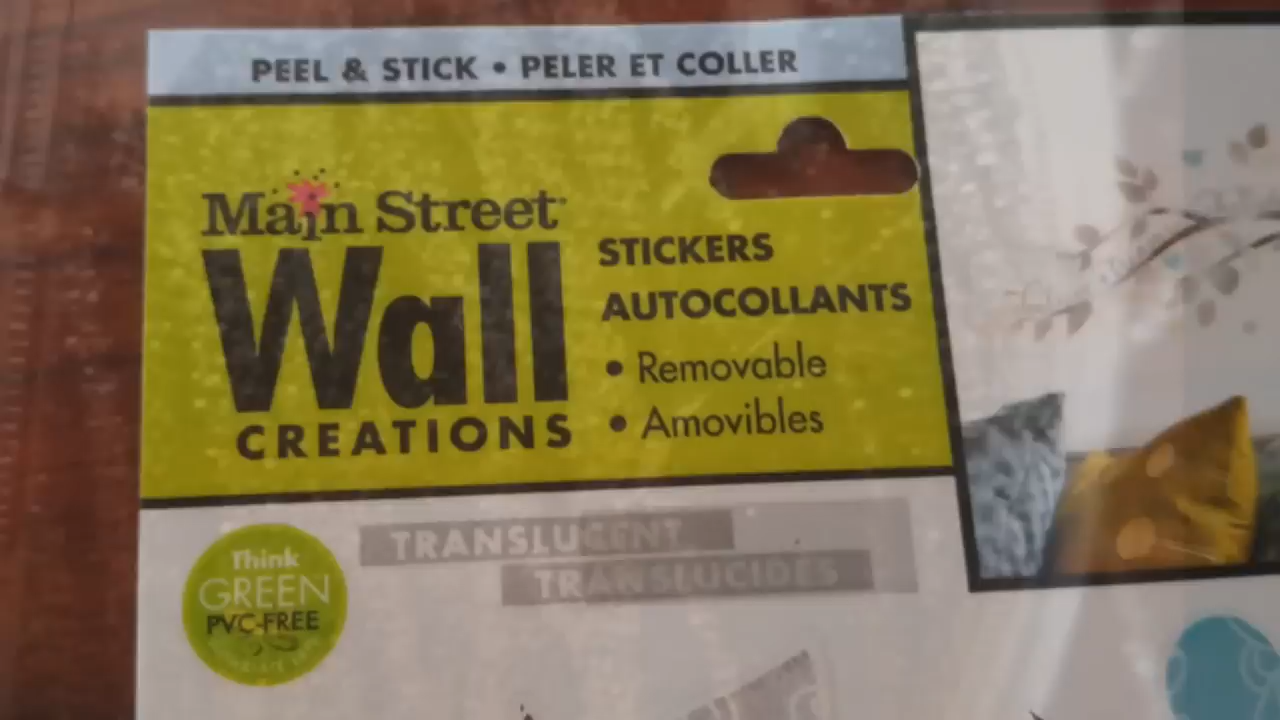 PEEL & STICK • PELER ET COLLER
Main Street
Wall
CREATIONS
STICKERS
AUTOCOLLANTS
• Removable
• Amovibles
Think
GREEN
PVC-FREE
TRANSLUCENT
TRANSLUCIDES